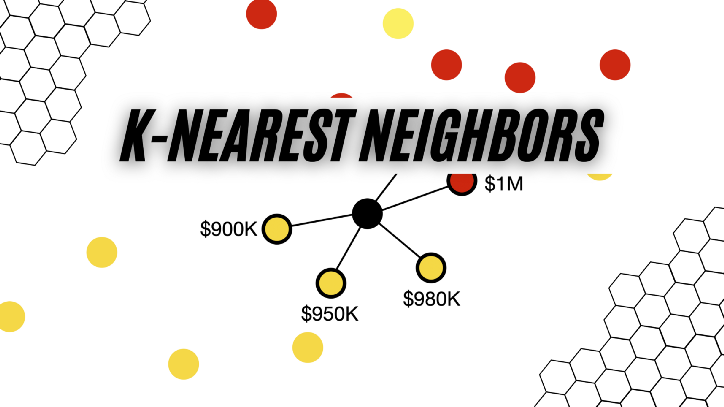 K-NEAREST NEIGHBORS
$1M
$900K
$980K
$950K